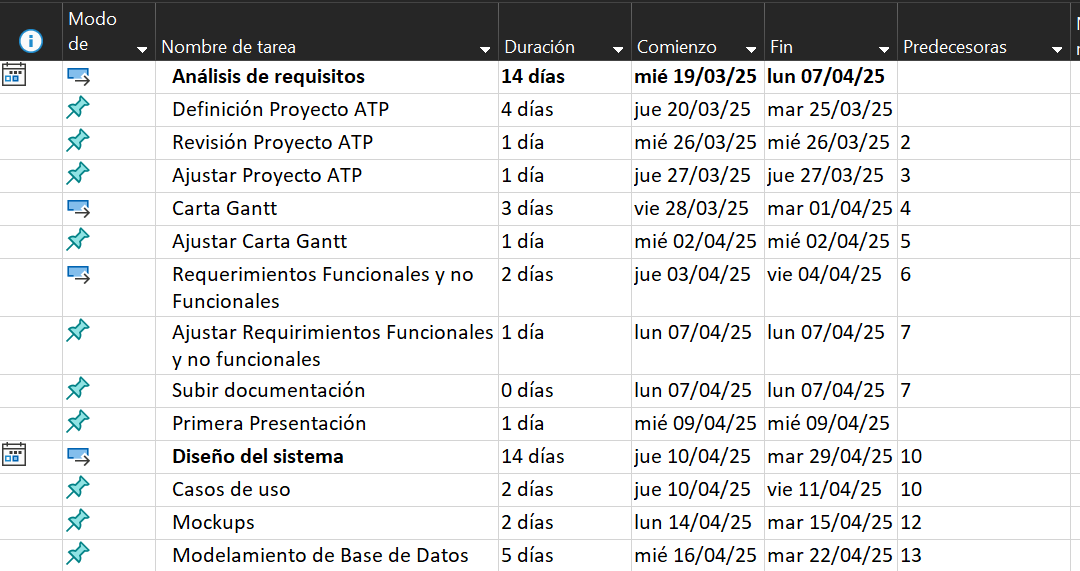 Modo
de Nombre de tarea Duración Comienzo Fin Predecesoras
Análisis de requisitos 14 días mié 19/03/25 lun 07/04/25
Definición Proyecto ATP 4 días jue 20/03/25 mar 25/03/25
Revisión Proyecto ATP 1 día mié 26/03/25 mié 26/03/25 2
Ajustar Proyecto ATP 1 día jue 27/03/25 jue 27/03/25 3
Carta Gantt 3 días vie 28/03/25 mar 01/04/25 4
Ajustar Carta Gantt 1 día mié 02/04/25 mié 02/04/25 5
Requerimientos Funcionales y no 2 días jue 03/04/25 vie 04/04/25 6
Funcionales
Ajustar Requirimientos Funcionales 1 día lun 07/04/25 lun 07/04/25 7
y no funcionales
Subir documentación 0 días lun 07/04/25 lun 07/04/25 7
Primera Presentación 1 día mié 09/04/25 mié 09/04/25
Diseño del sistema 14 días jue 10/04/25 mar 29/04/25 10
Casos de uso 2 días jue 10/04/25 vie 11/04/25 10
Mockups 2 días lun 14/04/25 mar 15/04/25 12
Modelamiento de Base de Datos 5 días mié 16/04/25 mar 22/04/25 13